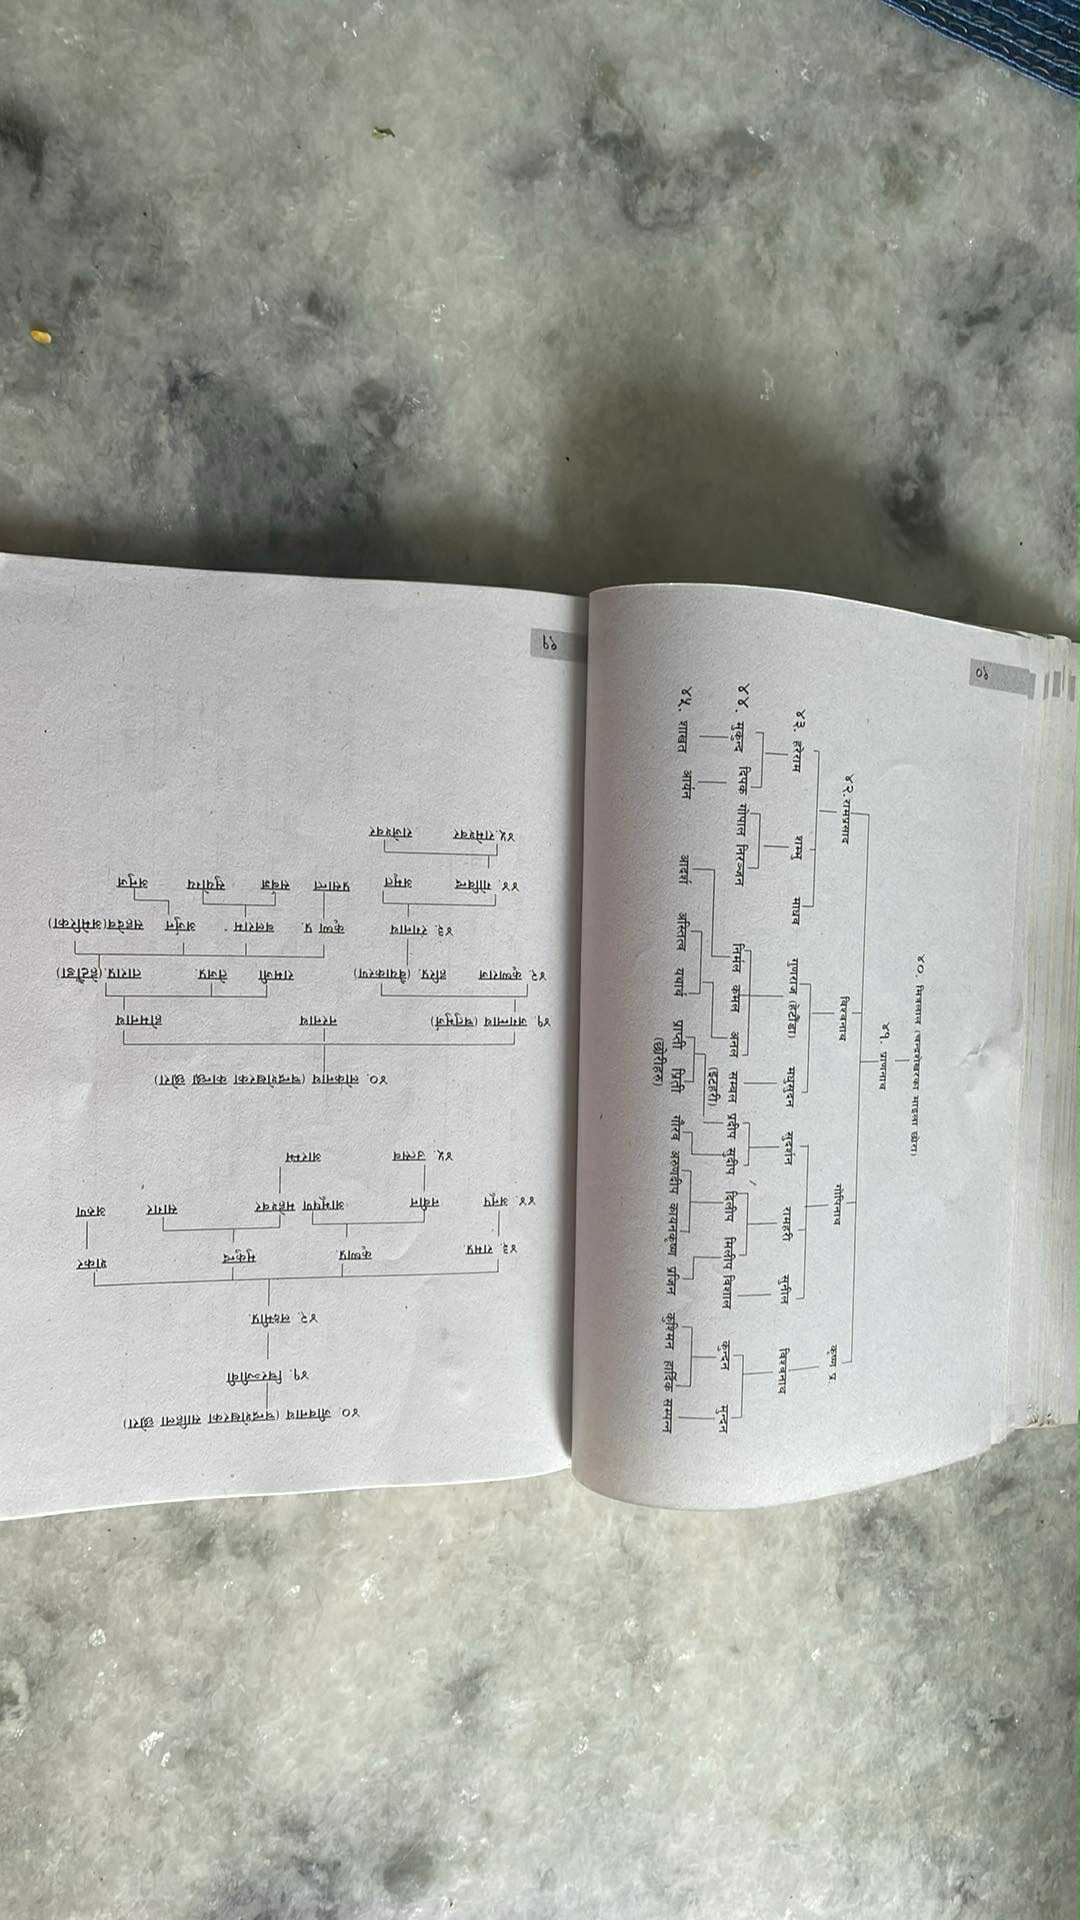 ४०. मित्रलाल (चन्द्रशेखरका माइला छोरा)
४१. प्राणनाथ
४२. रामप्रसाद विश्वनाथ गोपिनाथ कृष्ण प्र.
४३. हरेराम शम्भु माधव गुणराज (हेटौंडा) मधुसुदन सुदर्शन रामहरी सुनील विश्वनाथ
४४. मुकुन्द दिपक गोपाल निरञ्जन निर्मल कमल अनल सम्बल प्रदीप सुदीप दिलीप मिलीप विशाल कुन्दन मुन्दन
(इटहरी)
४५. शाखत आर्यन आदर्श अस्तित्व यथार्थ प्राप्ती प्रिती गौरव अरुणदीप कायनकृष्ण प्रजिन कुश्मिन हार्दिक सम्पन्न
(छोरीहरु)
९०
४०. जीवनाथ (चन्द्रशेखरका साहिला छोरा)
४१. चिरञ्जीवी
४२. लक्ष्मीप्र.
४३. रामप्र. कृष्णप्र. मुकुन्द शंकर
४४. अनूप नवीन आभूषण महेश्वर सागर अरुण
४५. उत्सव आरम्भ
४०. लोकनाथ (चन्द्रशेखरका कान्छा छोरा)
४१. जगन्नाथ (चतुभुर्ज) नरनाथ होमनाथ
४२. कृष्णराज हरिप्र. (बैयाकरण) रामजी तेजप्र. ताराप्र.(हेटौंडा)
४३. रंगनाथ कृष्ण प्र. बलराम अर्जुन सहदेव(अमेरिका)
४४. गोविन्द अमृत प्रसान्त सर्बज्ञ सुयोग्य अनुज
४५.रामेश्वर राजेश्वर
९१